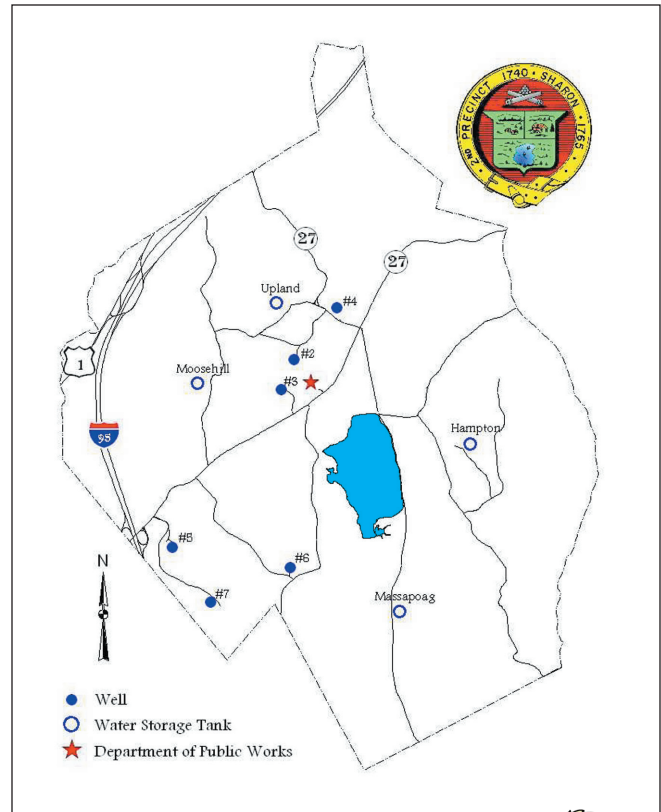 2ND PRECINCT 1740 · SHARON · 1765 ·
27
27
Upland
#4
#2
1
Moosehill
#3
95
Hampton
#5
#6
N
#7
Massapoag
Well
Water Storage Tank
Department of Public Works